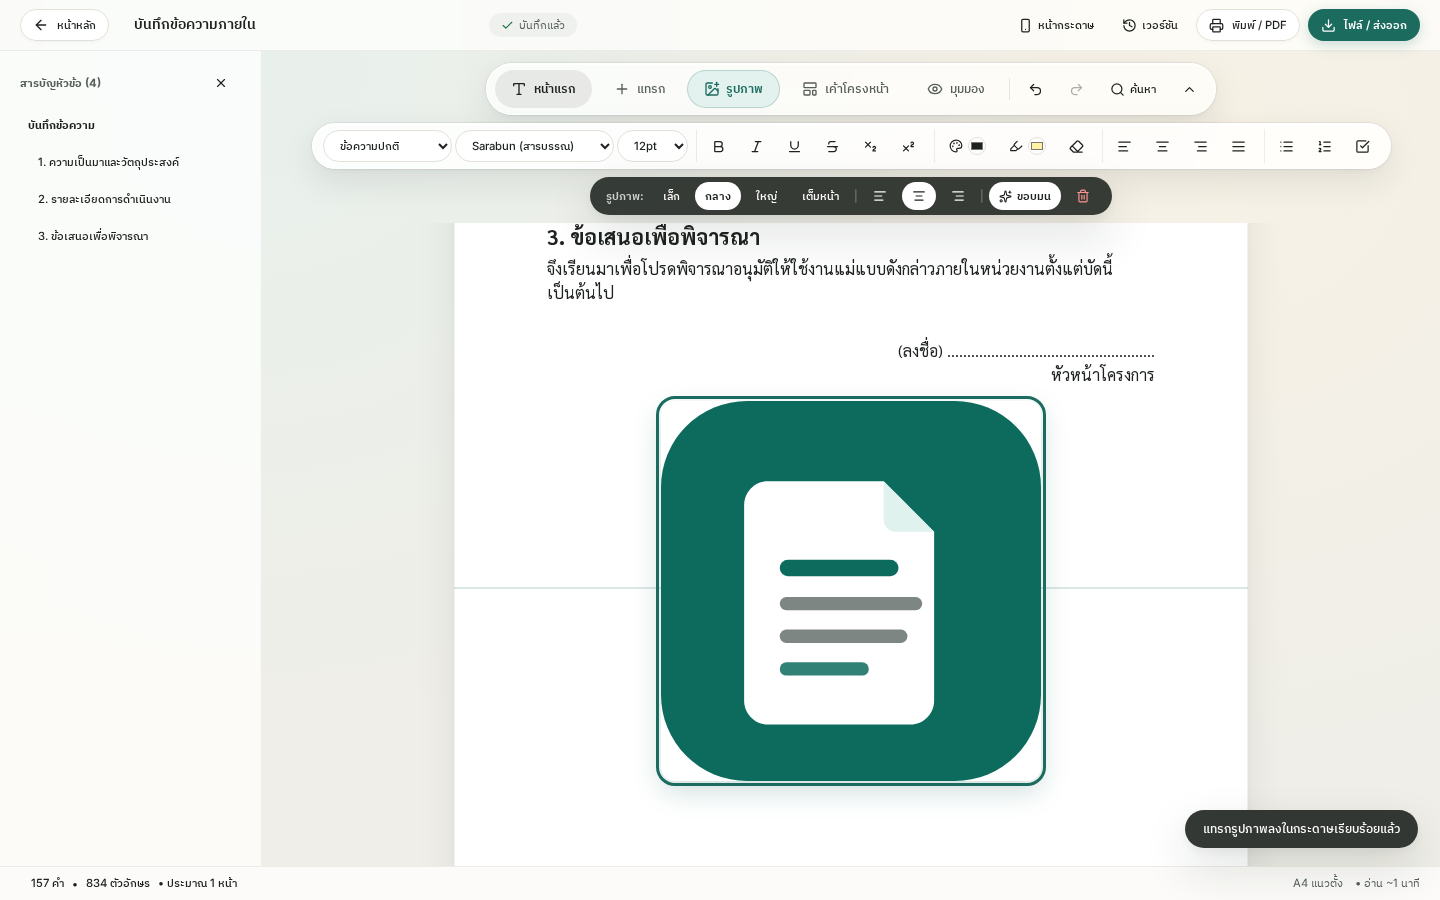 หน้าหลัก
บันทึกข้อความภายใน
บันทึกแล้ว
หน้ากระดาษ
เวอร์ชัน
พิมพ์ / PDF
ไฟล์ / ส่งออก
สารบัญหัวข้อ (4)
บันทึกข้อความ
1. ความเป็นมาและวัตถุประสงค์
2. รายละเอียดการดำเนินงาน
3. ข้อเสนอเพื่อพิจารณา
หน้าแรก
แทรก
รูปภาพ
เค้าโครงหน้า
มุมมอง
ค้นหา
ข้อความปกติ
Sarabun (สารบรรณ)
12pt
รูปภาพ:
เล็ก
กลาง
ใหญ่
เต็มหน้า
ขอบมน
3. ข้อเสนอเพื่อพิจารณา
จึงเรียนมาเพื่อโปรดพิจารณาอนุมัติให้ใช้งานแม่แบบดังกล่าวภายในหน่วยงานตั้งแต่บัดนี้
เป็นต้นไป
(ลงชื่อ) ....................................................
หัวหน้าโครงการ
แทรกรูปภาพลงในกระดาษเรียบร้อยแล้ว
157 คำ • 834 ตัวอักษร • ประมาณ 1 หน้า
A4 แนวตั้ง • อ่าน ~1 นาที